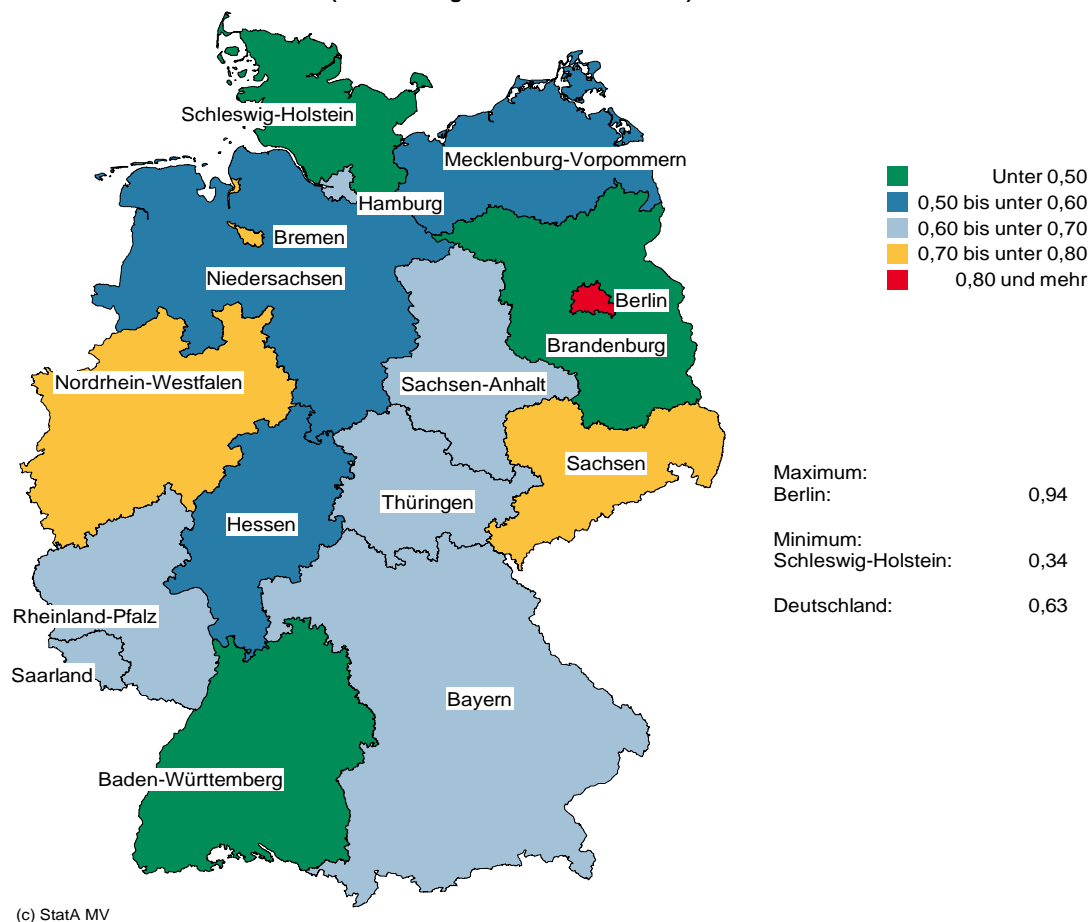 Schleswig-Holstein
Mecklenburg-Vorpommern
Hamburg
Bremen
Niedersachsen
Berlin
Brandenburg
Nordrhein-Westfalen
Sachsen-Anhalt
Sachsen
Thüringen
Hessen
Rheinland-Pfalz
Saarland
Bayern
Baden-Württemberg
Unter 0,50
0,50 bis unter 0,60
0,60 bis unter 0,70
0,70 bis unter 0,80
0,80 und mehr
Maximum:
Berlin: 0,94
Minimum:
Schleswig-Holstein: 0,34
Deutschland: 0,63
(c) StatA MV